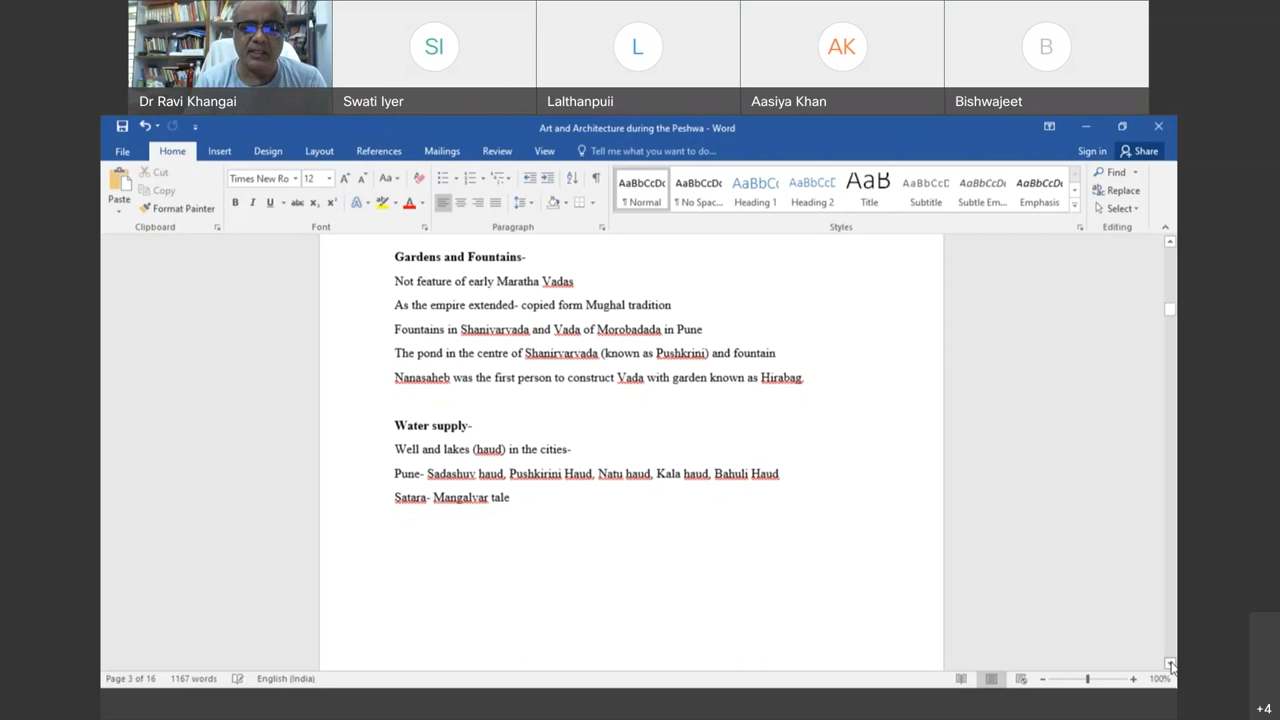 SI
L
AK
B
Dr Ravi Khangai
Swati Iyer
Lalthanpuii
Aasiya Khan
Bishwajeet
Art and Architecture during the Peshwa - Word
File Home Insert Design Layout References Mailings Review View Tell me what you want to do... Sign in Share
Cut
Copy
Paste
Format Painter
Times New Ro 12
AaBbCcDc AaBbCcDc AaBbCc AaBbCcD AaB AaBbCcD AaBbCcDc AaBbCcDc
¶ Normal ¶ No Spac... Heading 1 Heading 2 Title Subtitle Subtle Em... Emphasis
Find
Replace
Select
Clipboard Font Paragraph Styles Editing
Gardens and Fountains-
Not feature of early Maratha Vadas
As the empire extended- copied form Mughal tradition
Fountains in Shanivarvada and Vada of Morobadada in Pune
The pond in the centre of Shanirvarvada (known as Pushkrini) and fountain
Nanasaheb was the first person to construct Vada with garden known as Hirabag.
Water supply-
Well and lakes (haud) in the cities-
Pune- Sadashuv haud, Pushkirini Haud, Natu haud, Kala haud, Bahuli Haud
Satara- Mangalvar tale
Page 3 of 16 1167 words English (India) 100%
+4